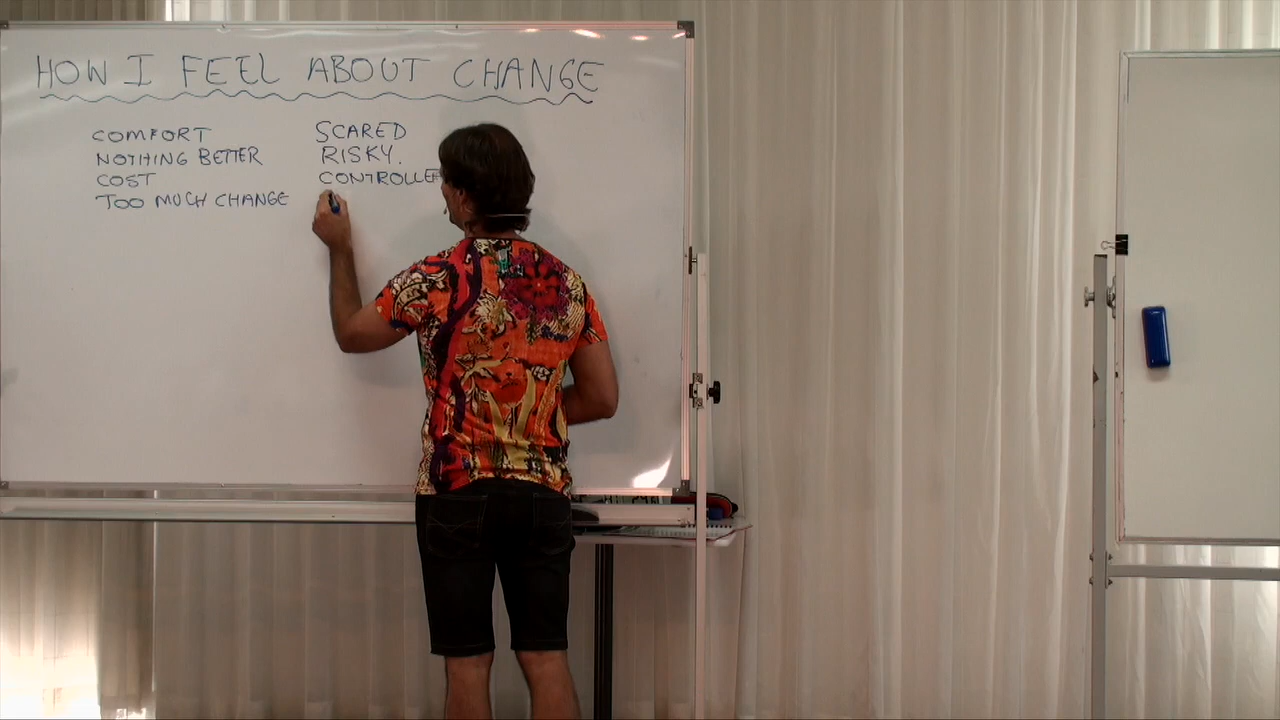 HOW I FEEL ABOUT CHANGE
COMFORT
NOTHING BETTER
COST
TOO MUCH CHANGE
SCARED
RISKY.